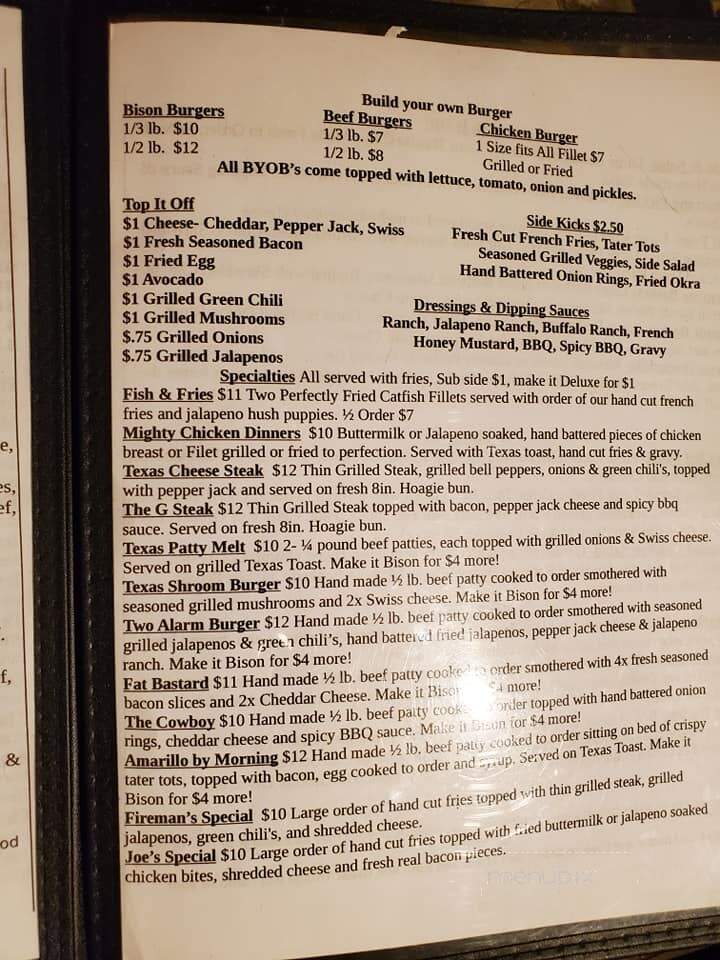 Build your own Burger
Bison Burgers
1/3 lb. $10
1/2 lb. $12
Beef Burgers
1/3 lb. $7
1/2 lb. $8
Chicken Burger
1 Size fits All Fillet $7
Grilled or Fried
All BYOB's come topped with lettuce, tomato, onion and pickles.
Top It Off
$1 Cheese- Cheddar, Pepper Jack, Swiss
$1 Fresh Seasoned Bacon
$1 Fried Egg
$1 Avocado
$1 Grilled Green Chili
$1 Grilled Mushrooms
$.75 Grilled Onions
$.75 Grilled Jalapenos
Side Kicks $2.50
Fresh Cut French Fries, Tater Tots
Seasoned Grilled Veggies, Side Salad
Hand Battered Onion Rings, Fried Okra
Dressings & Dipping Sauces
Ranch, Jalapeno Ranch, Buffalo Ranch, French
Honey Mustard, BBQ, Spicy BBQ, Gravy
Specialties All served with fries, Sub side $1, make it Deluxe for $1
Fish & Fries $11 Two Perfectly Fried Catfish Fillets served with order of our hand cut french
fries and jalapeno hush puppies. ½ Order $7
Mighty Chicken Dinners $10 Buttermilk or Jalapeno soaked, hand battered pieces of chicken
breast or Filet grilled or fried to perfection. Served with Texas toast, hand cut fries & gravy.
Texas Cheese Steak $12 Thin Grilled Steak, grilled bell peppers, onions & green chili's, topped
with pepper jack and served on fresh 8in. Hoagie bun.
The G Steak $12 Thin Grilled Steak topped with bacon, pepper jack cheese and spicy bbq
sauce. Served on fresh 8in. Hoagie bun.
Texas Patty Melt $10 2- ¼ pound beef patties, each topped with grilled onions & Swiss cheese.
Served on grilled Texas Toast. Make it Bison for $4 more!
Texas Shroom Burger $10 Hand made ½ lb. beef patty cooked to order smothered with
seasoned grilled mushrooms and 2x Swiss cheese. Make it Bison for $4 more!
Two Alarm Burger $12 Hand made ½ lb. beef patty cooked to order smothered with seasoned
grilled jalapenos & green chili's, hand battered fried jalapenos, pepper jack cheese & jalapeno
ranch. Make it Bison for $4 more!
Fat Bastard $11 Hand made ½ lb. beef patty cooked to order smothered with 4x fresh seasoned
bacon slices and 2x Cheddar Cheese. Make it Bison $4 more!
The Cowboy $10 Hand made ½ lb. beef patty cooked order topped with hand battered onion
rings, cheddar cheese and spicy BBQ sauce. Make it Bison for $4 more!
Amarillo by Morning $12 Hand made ½ lb. beef patty cooked to order sitting on bed of crispy
tater tots, topped with bacon, egg cooked to order and syrup. Served on Texas Toast. Make it
Bison for $4 more!
Fireman's Special $10 Large order of hand cut fries topped with thin grilled steak, grilled
jalapenos, green chili's, and shredded cheese.
Joe's Special $10 Large order of hand cut fries topped with fried buttermilk or jalapeno soaked
chicken bites, shredded cheese and fresh real bacon pieces.